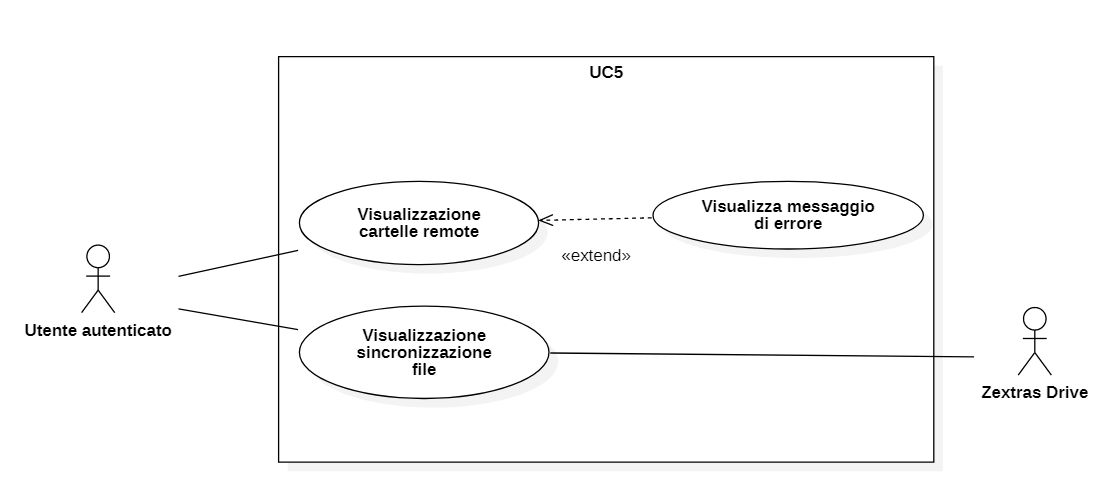 UC5
Visualizzazione
cartelle remote
Visualizza messaggio
di errore
«extend»
Utente autenticato
Visualizzazione
sincronizzazione
file
Zextras Drive